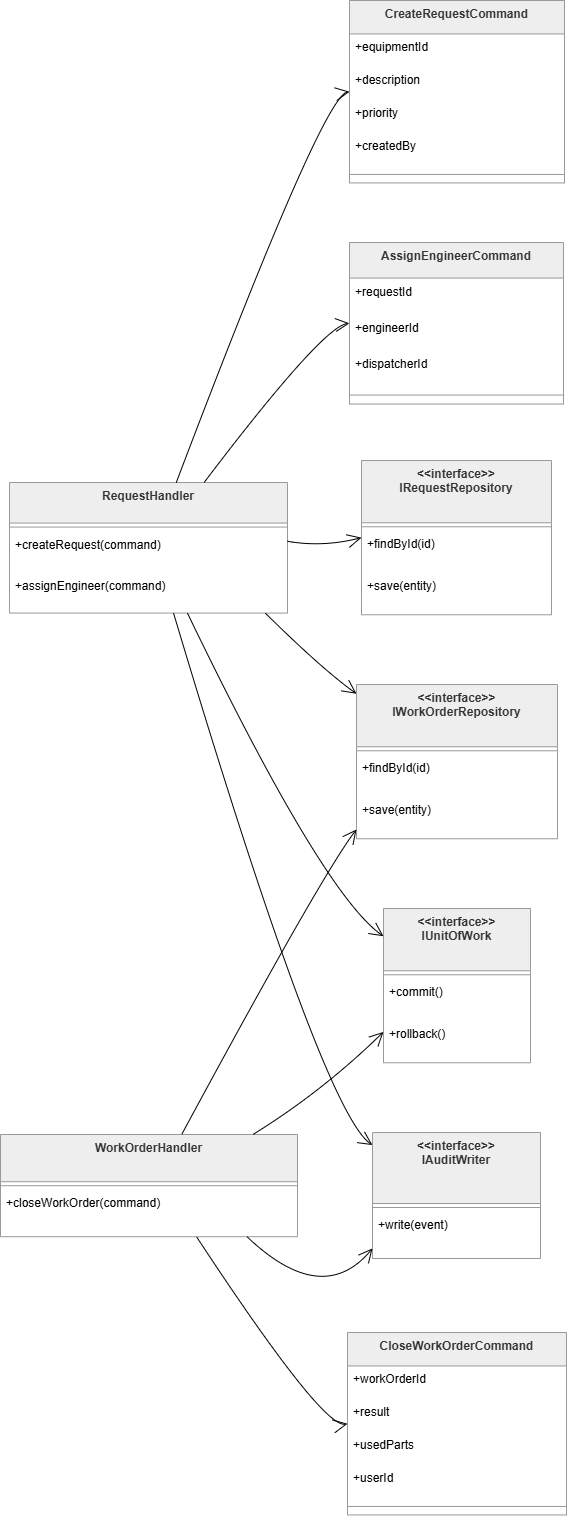 CreateRequestCommand
+equipmentId
+description
+priority
+createdBy
AssignEngineerCommand
+requestId
+engineerId
+dispatcherId
<<interface>>
IRequestRepository
+findById(id)
+save(entity)
RequestHandler
+createRequest(command)
+assignEngineer(command)
<<interface>>
IWorkOrderRepository
+findById(id)
+save(entity)
<<interface>>
IUnitOfWork
+commit()
+rollback()
WorkOrderHandler
+closeWorkOrder(command)
<<interface>>
IAuditWriter
+write(event)
CloseWorkOrderCommand
+workOrderId
+result
+usedParts
+userId